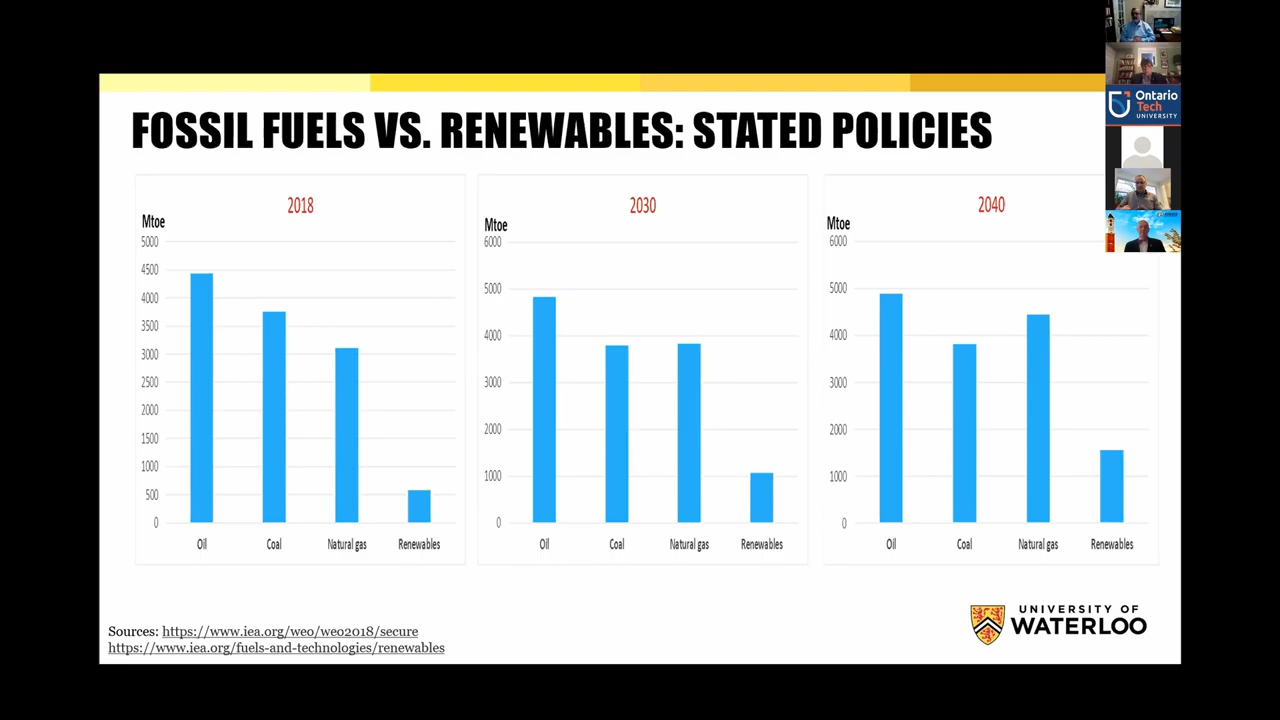 FOSSIL FUELS VS. RENEWABLES: STATED POLICIES
2018
Mtoe
5000
4500
4000
3500
3000
2500
2000
1500
1000
500
0
Oil Coal Natural gas Renewables
2030
Mtoe
6000
5000
4000
3000
2000
1000
0
Oil Coal Natural gas Renewables
2040
Mtoe
6000
5000
4000
3000
2000
1000
0
Oil Coal Natural gas Renewables
Sources: https://www.iea.org/weo/weo2018/secure
https://www.iea.org/fuels-and-technologies/renewables
UNIVERSITY OF
WATERLOO
Ontario
Tech
UNIVERSITY